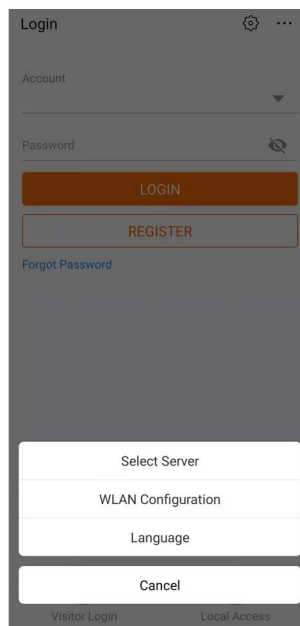 Login
Account
Password
LOGIN
REGISTER
Forgot Password
Select Server
WLAN Configuration
Language
Cancel
Visitor Login Local Access